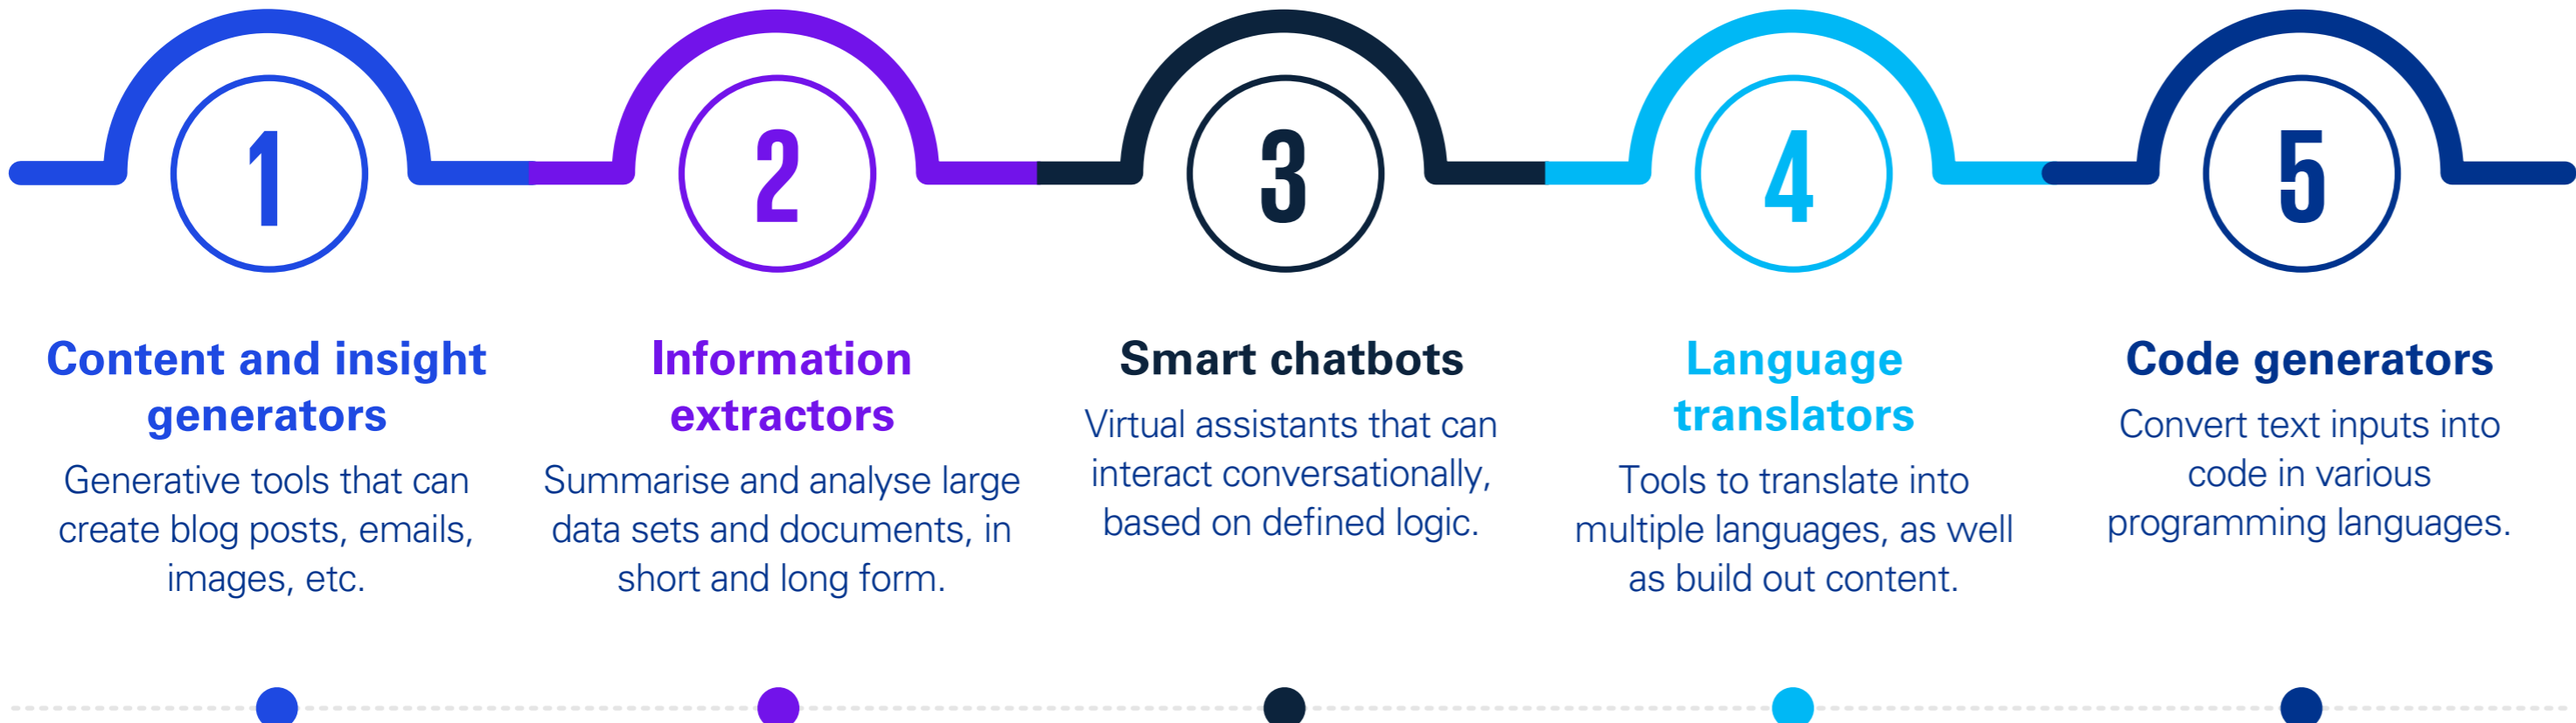 1
Content and insight
generators
Generative tools that can
create blog posts, emails,
images, etc.
2
Information
extractors
Summarise and analyse large
data sets and documents, in
short and long form.
3
Smart chatbots
Virtual assistants that can
interact conversationally,
based on defined logic.
4
Language
translators
Tools to translate into
multiple languages, as well
as build out content.
5
Code generators
Convert text inputs into
code in various
programming languages.